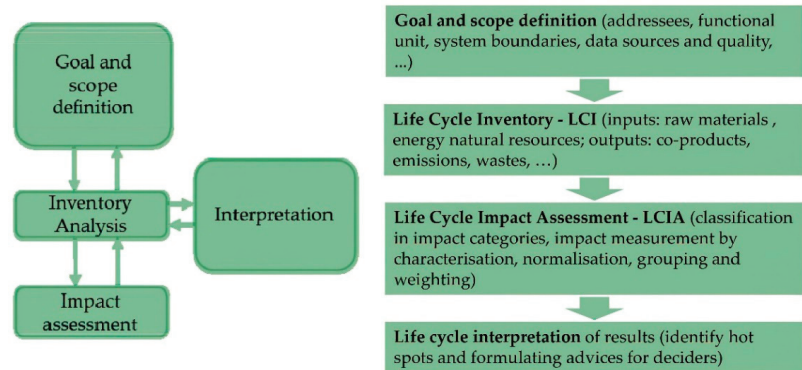 Goal and
scope
definition
Inventory
Analysis
Interpretation
Impact
assessment
Goal and scope definition (addressees, functional
unit, system boundaries, data sources and quality,
...)
Life Cycle Inventory - LCI (inputs: raw materials ,
energy natural resources; outputs: co-products,
emissions, wastes, ...)
Life Cycle Impact Assessment - LCIA (classification
in impact categories, impact measurement by
characterisation, normalisation, grouping and
weighting)
Life cycle interpretation of results (identify hot
spots and formulating advices for deciders)